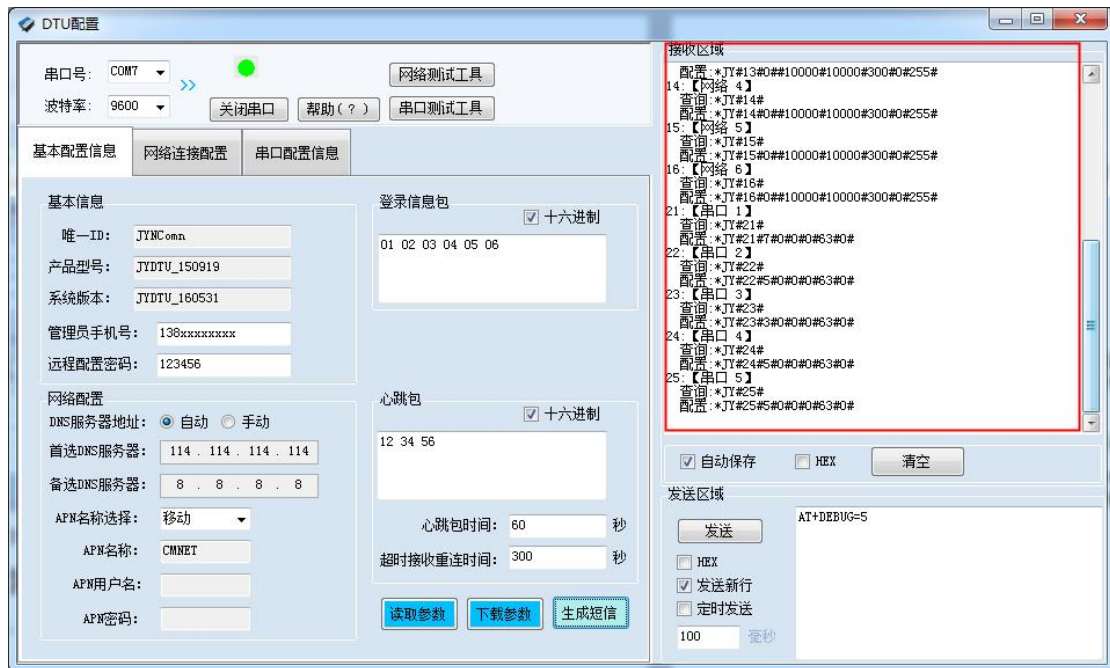 DTU配置
串口号: COM7 >>
网络测试工具
波特率: 9600
关闭串口 帮助(?) 串口测试工具
基本配置信息 网络连接配置 串口配置信息
基本信息
唯一ID: JYNComn
产品型号: JYDTU_150919
系统版本: JYDTU_160531
管理员手机号: 138xxxxxxxx
远程配置密码: 123456
网络配置
DNS服务器地址: 自动 手动
首选DNS服务器: 114 . 114 . 114 . 114
备选DNS服务器: 8 . 8 . 8 . 8
APN名称选择: 移动
APN名称: CMNET
APN用户名:
APN密码:
登录信息包
十六进制
01 02 03 04 05 06
心跳包
十六进制
12 34 56
心跳包时间: 60 秒
超时接收重连时间: 300 秒
读取参数 下载参数 生成短信
接收区域
配置:*JY#13#0##10000#10000#300#0#255#
14:【网络 4】
查询:*JY#14#
配置:*JY#14#0##10000#10000#300#0#255#
15:【网络 5】
查询:*JY#15#
配置:*JY#15#0##10000#10000#300#0#255#
16:【网络 6】
查询:*JY#16#
配置:*JY#16#0##10000#10000#300#0#255#
21:【串口 1】
查询:*JY#21#
配置:*JY#21#7#0#0#0#63#0#
22:【串口 2】
查询:*JY#22#
配置:*JY#22#5#0#0#0#63#0#
23:【串口 3】
查询:*JY#23#
配置:*JY#23#3#0#0#0#63#0#
24:【串口 4】
查询:*JY#24#
配置:*JY#24#5#0#0#0#63#0#
25:【串口 5】
查询:*JY#25#
配置:*JY#25#5#0#0#0#63#0#
自动保存 HEX 清空
发送区域
发送
HEX
发送新行
定时发送
100 毫秒
AT+DEBUG=5